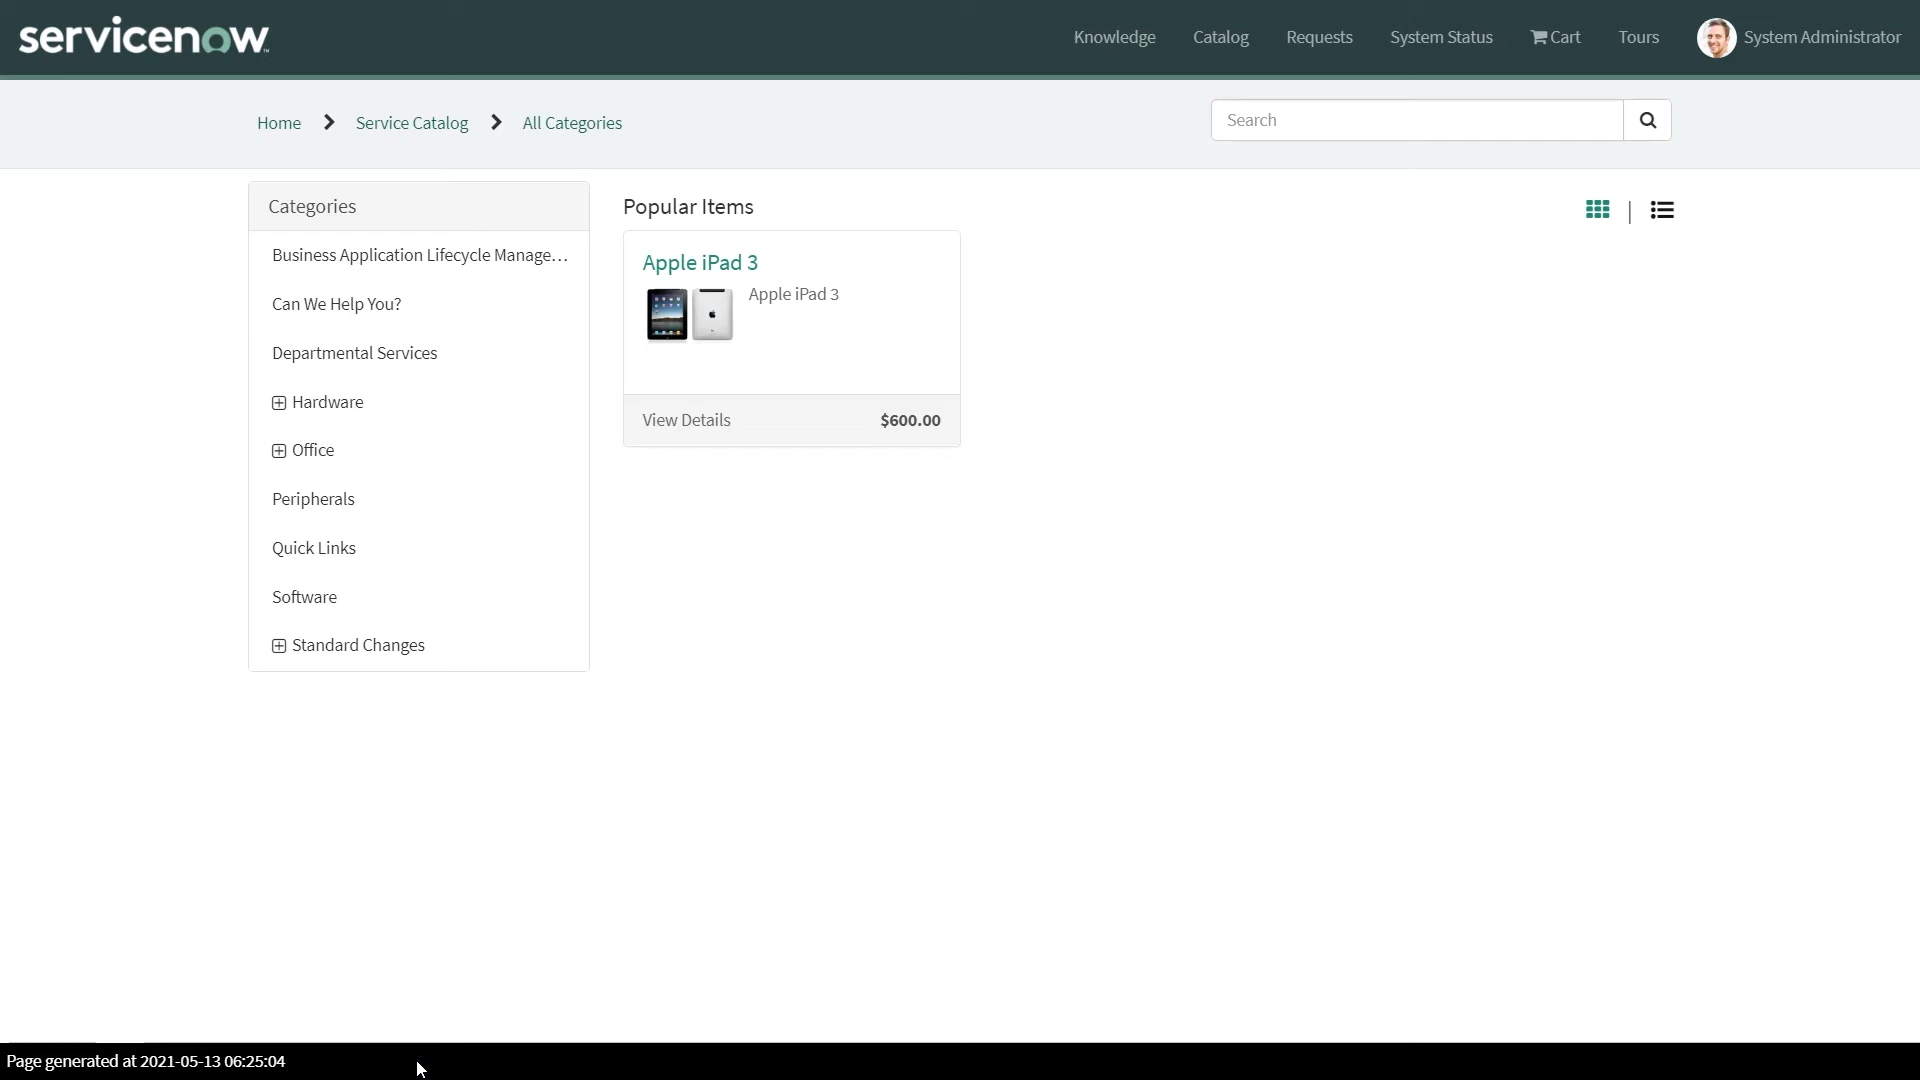 servicenow
Knowledge
Catalog
Requests
System Status
Cart
Tours
System Administrator
Home
Service Catalog
All Categories
Search
Categories
Business Application Lifecycle Manage...
Can We Help You?
Departmental Services
Hardware
Office
Peripherals
Quick Links
Software
Standard Changes
Popular Items
|
Apple iPad 3
Apple iPad 3
View Details
$600.00
Page generated at 2021-05-13 06:25:04